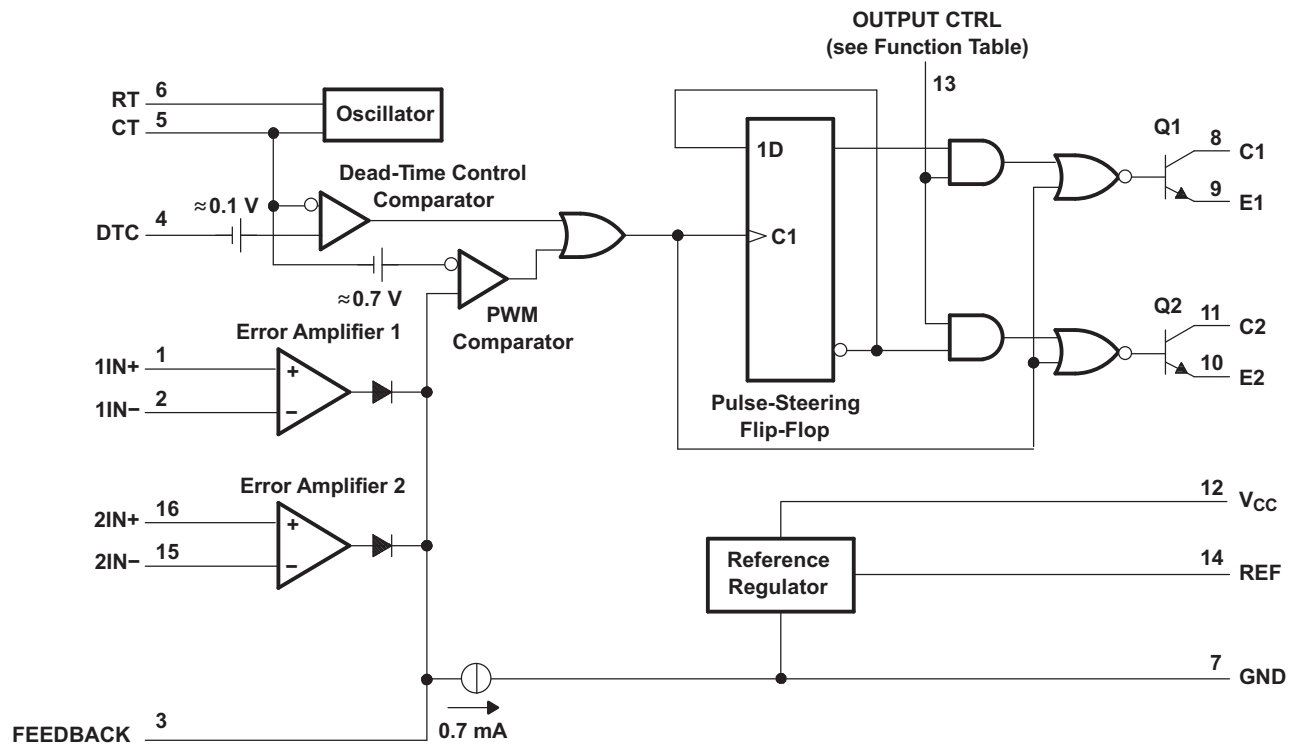 OUTPUT CTRL
(see Function Table)
13
RT 6
CT 5
Oscillator
Dead-Time Control
Comparator
≈0.1 V
DTC 4
≈0.7 V
PWM
Comparator
1D
C1
Pulse-Steering
Flip-Flop
Q1
8 C1
9 E1
Q2
11 C2
10 E2
Error Amplifier 1
1IN+ 1
+
1IN− 2
−
Error Amplifier 2
2IN+ 16
+
2IN− 15
−
12 VCC
Reference
Regulator
14 REF
7 GND
0.7 mA
FEEDBACK 3